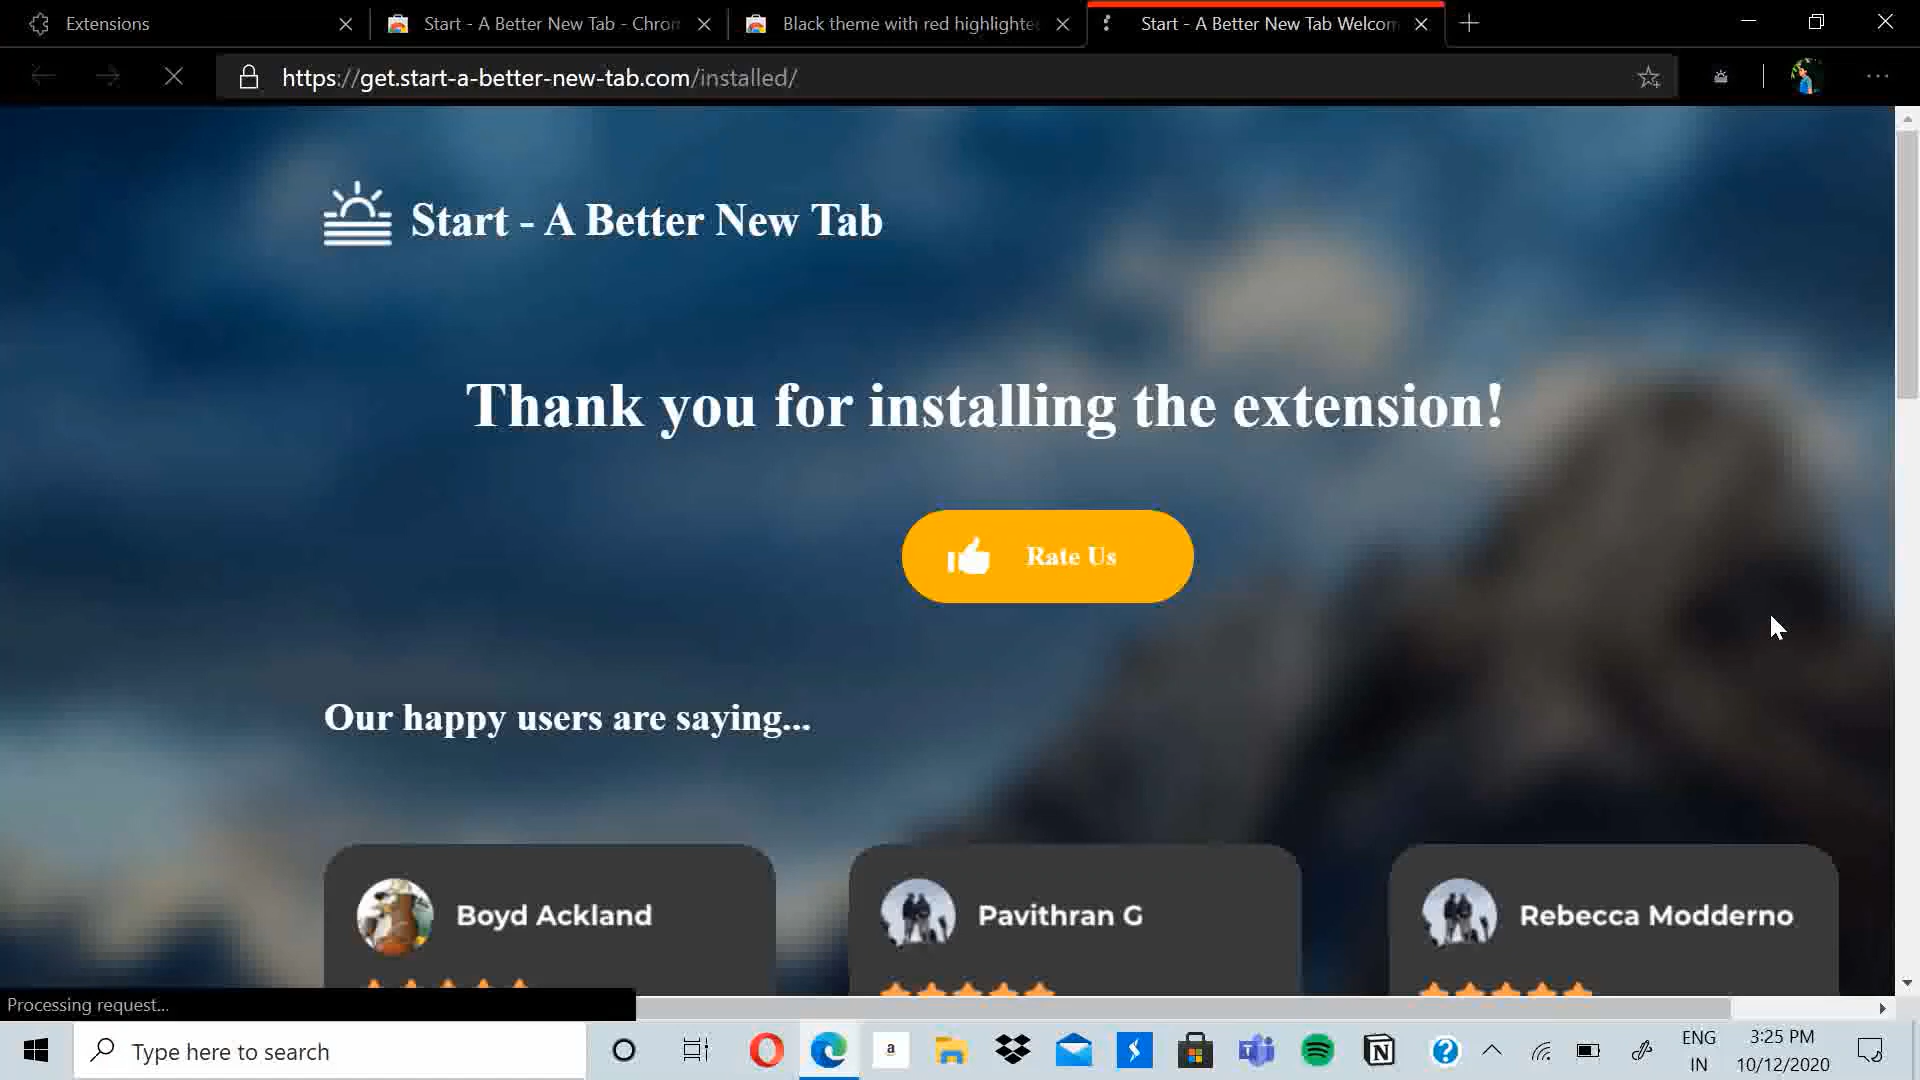 Extensions
Start - A Better New Tab - Chron
Black theme with red highlighte
Start - A Better New Tab Welcon
https://get.start-a-better-new-tab.com/installed/
Start - A Better New Tab
Thank you for installing the extension!
Rate Us
Our happy users are saying...
Boyd Ackland
Pavithran G
Rebecca Modderno
Processing request...
Type here to search
a
N
?
ENG
IN
3:25 PM
10/12/2020